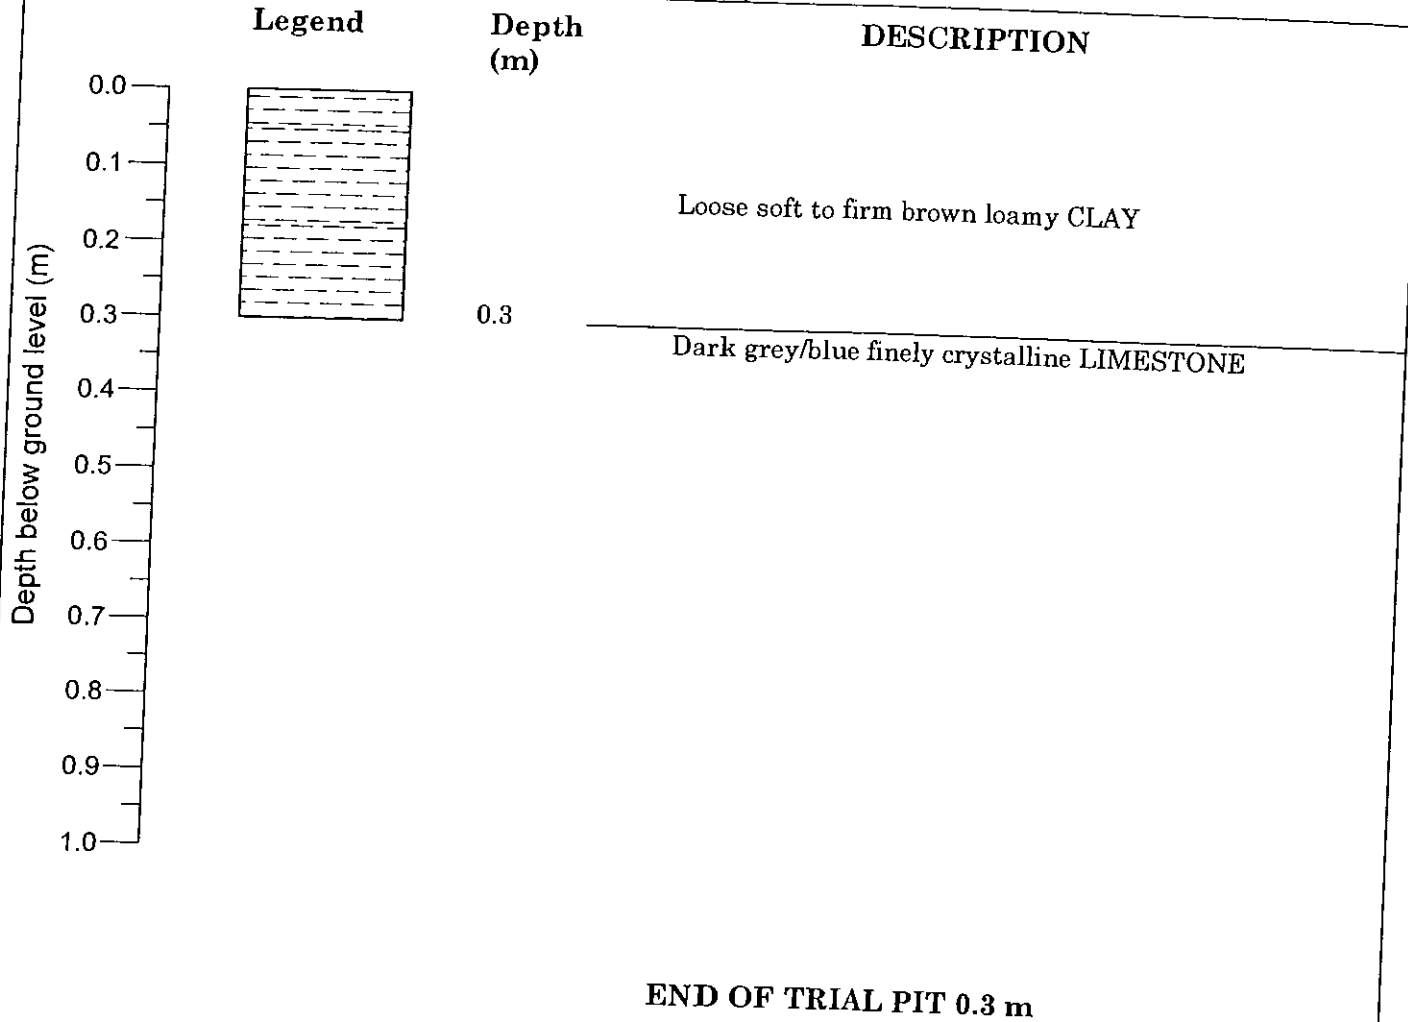 Legend
Depth
(m)
DESCRIPTION
0.0
0.1
Loose soft to firm brown loamy CLAY
0.2
0.3
0.3
Dark grey/blue finely crystalline LIMESTONE
0.4
0.5
0.6
0.7
0.8
0.9
1.0
Depth below ground level (m)
END OF TRIAL PIT 0.3 m